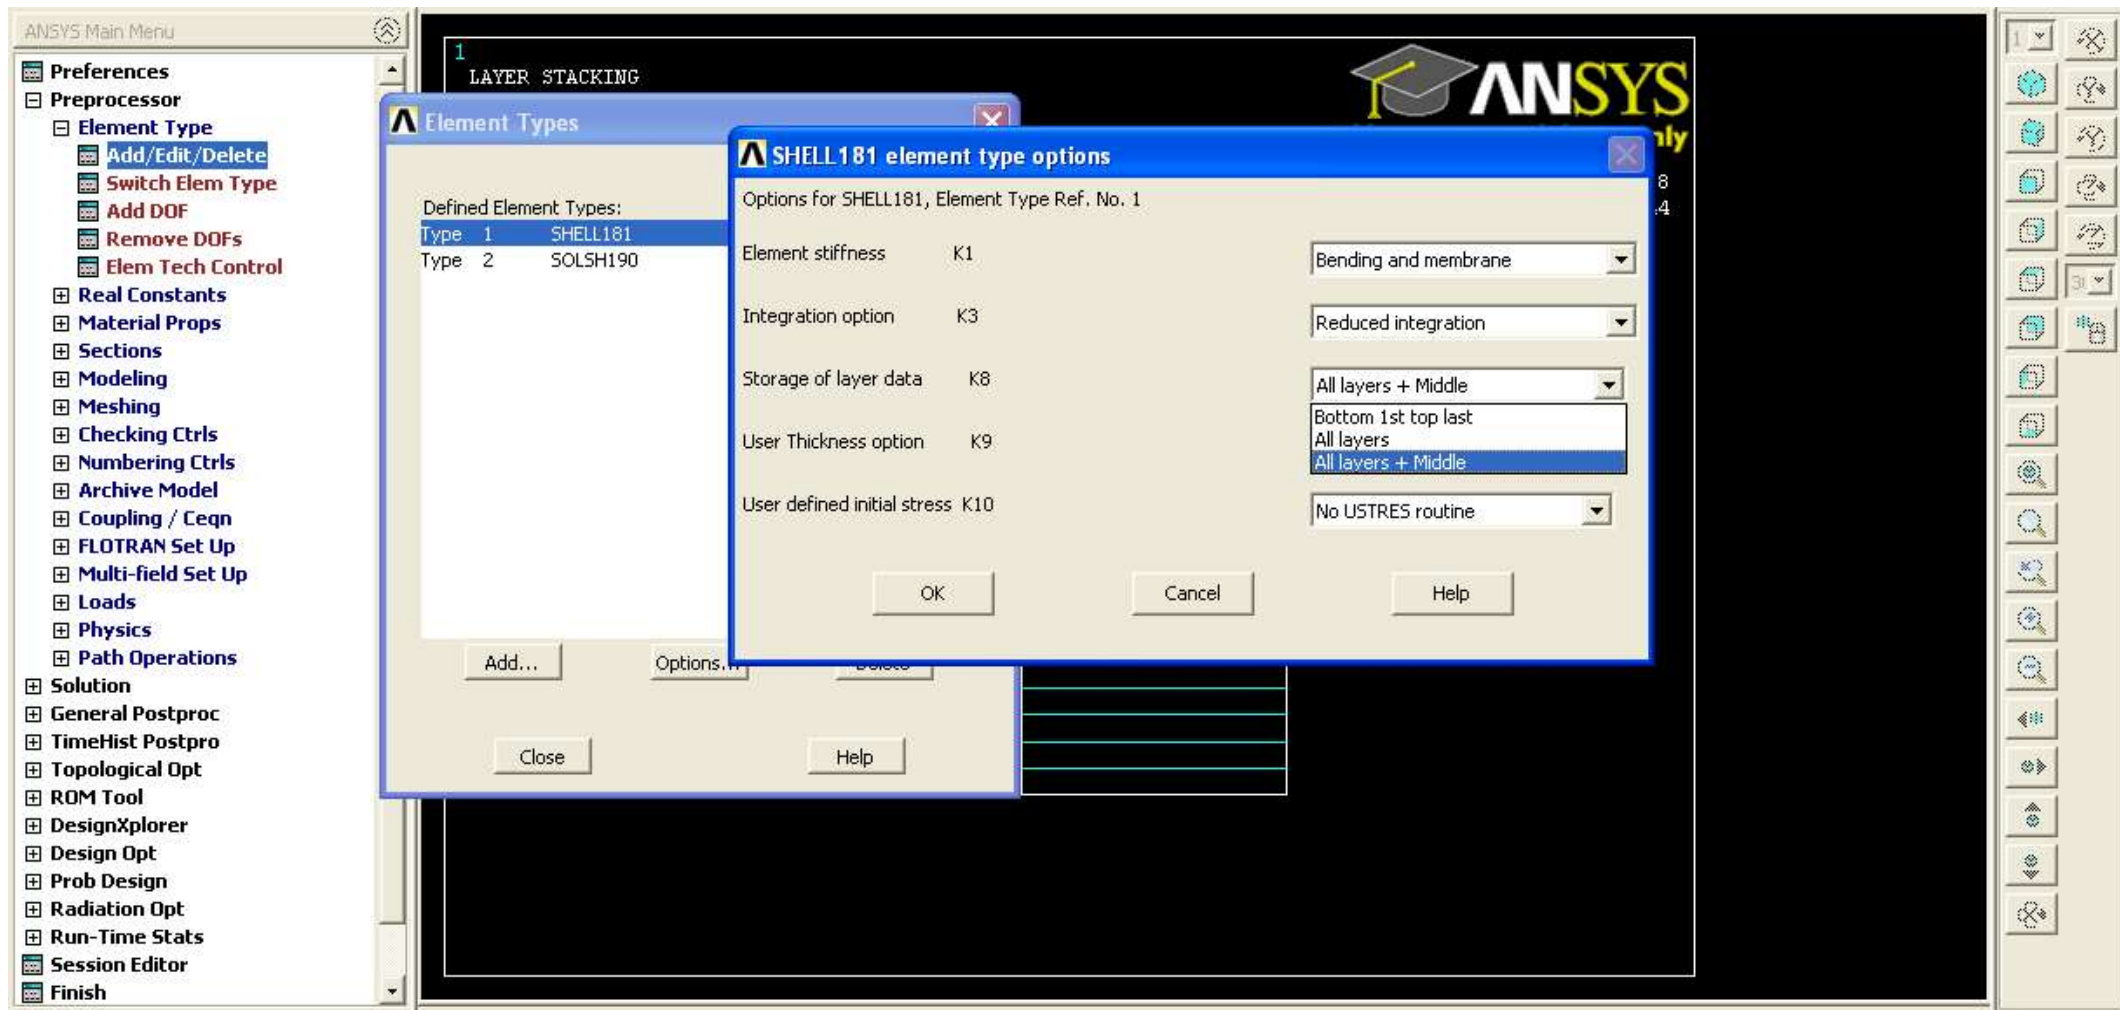 ANSYS Main Menu
Preferences
Preprocessor
Element Type
Add/Edit/Delete
Switch Elem Type
Add DOF
Remove DOFs
Elem Tech Control
Real Constants
Material Props
Sections
Modeling
Meshing
Checking Ctrls
Numbering Ctrls
Archive Model
Coupling / Ceqn
FLOTRAN Set Up
Multi-field Set Up
Loads
Physics
Path Operations
Solution
General Postproc
TimeHist Postpro
Topological Opt
ROM Tool
DesignXplorer
Design Opt
Prob Design
Radiation Opt
Run-Time Stats
Session Editor
Finish
1
LAYER STACKING
ANSYS
Element Types
Defined Element Types:
Type 1 SHELL181
Type 2 SOLSH190
Add...
Close
Help
SHELL181 element type options
Options for SHELL181, Element Type Ref. No. 1
Element stiffness K1 Bending and membrane
Integration option K3 Reduced integration
Storage of layer data K8 All layers + Middle
Bottom 1st top last
All layers
All layers + Middle
User Thickness option K9
User defined initial stress K10 No USTRES routine
OK Cancel Help
8
1